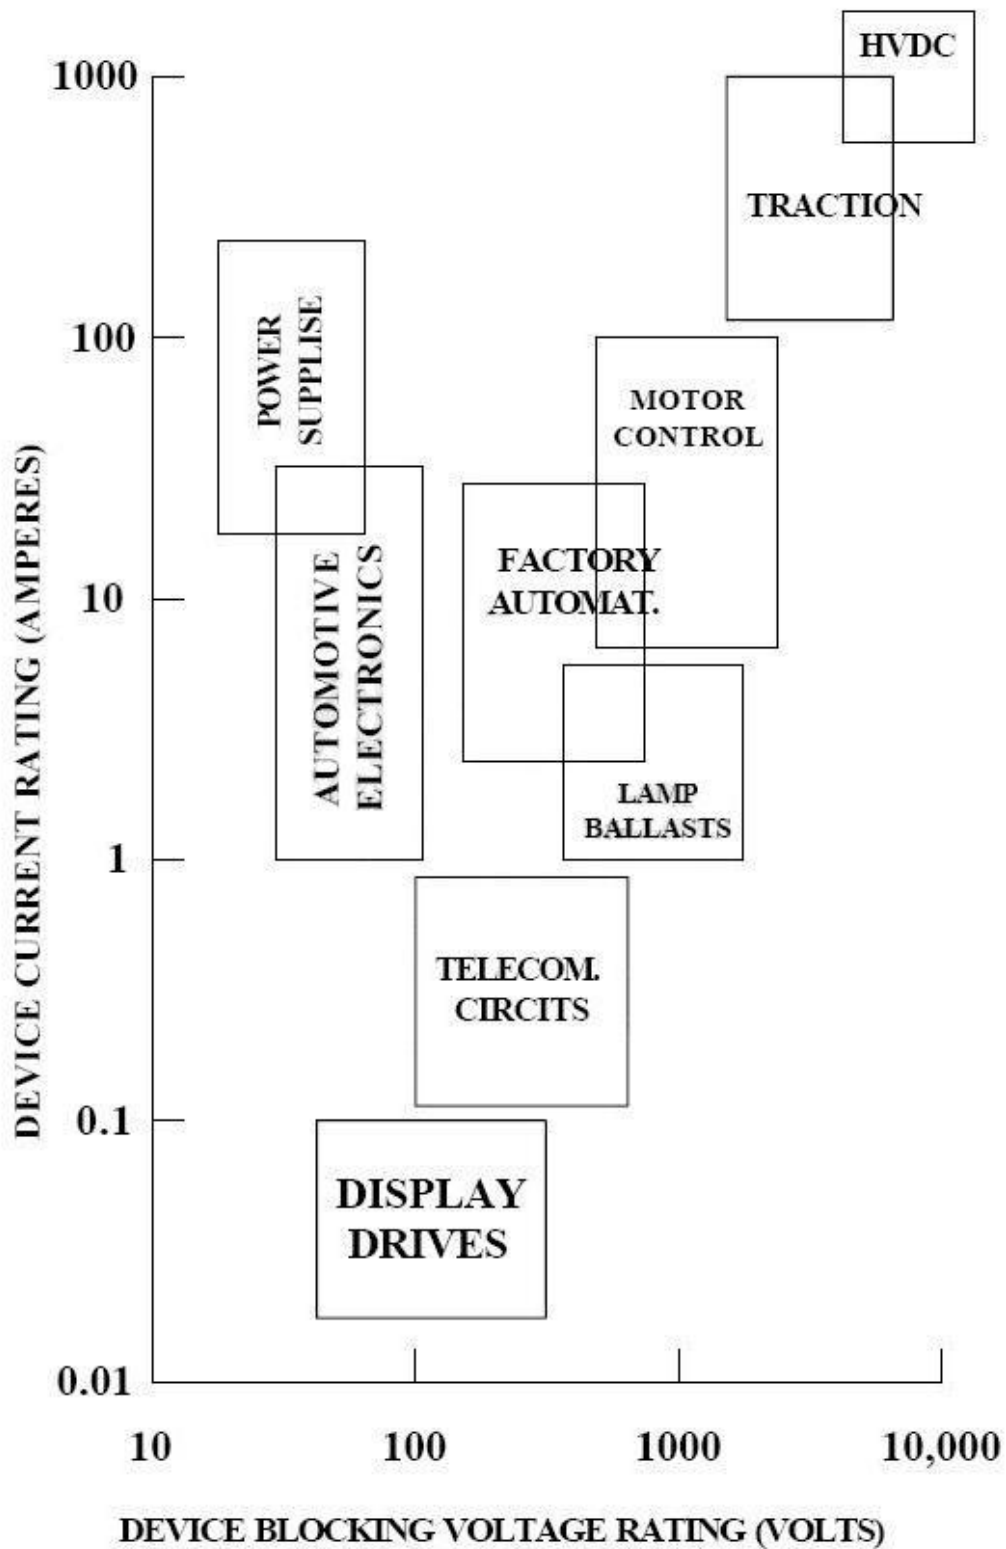 HVDC
1000
TRACTION
POWER
SUPPLISE
100
MOTOR
CONTROL
FACTORY
AUTOMAT.
AUTOMOTIVE
ELECTRONICS
10
LAMP
BALLASTS
1
TELECOM.
CIRCITS
0.1
DISPLAY
DRIVES
0.01
DEVICE CURRENT RATING (AMPERES)
10
100
1000
10,000
DEVICE BLOCKING VOLTAGE RATING (VOLTS)